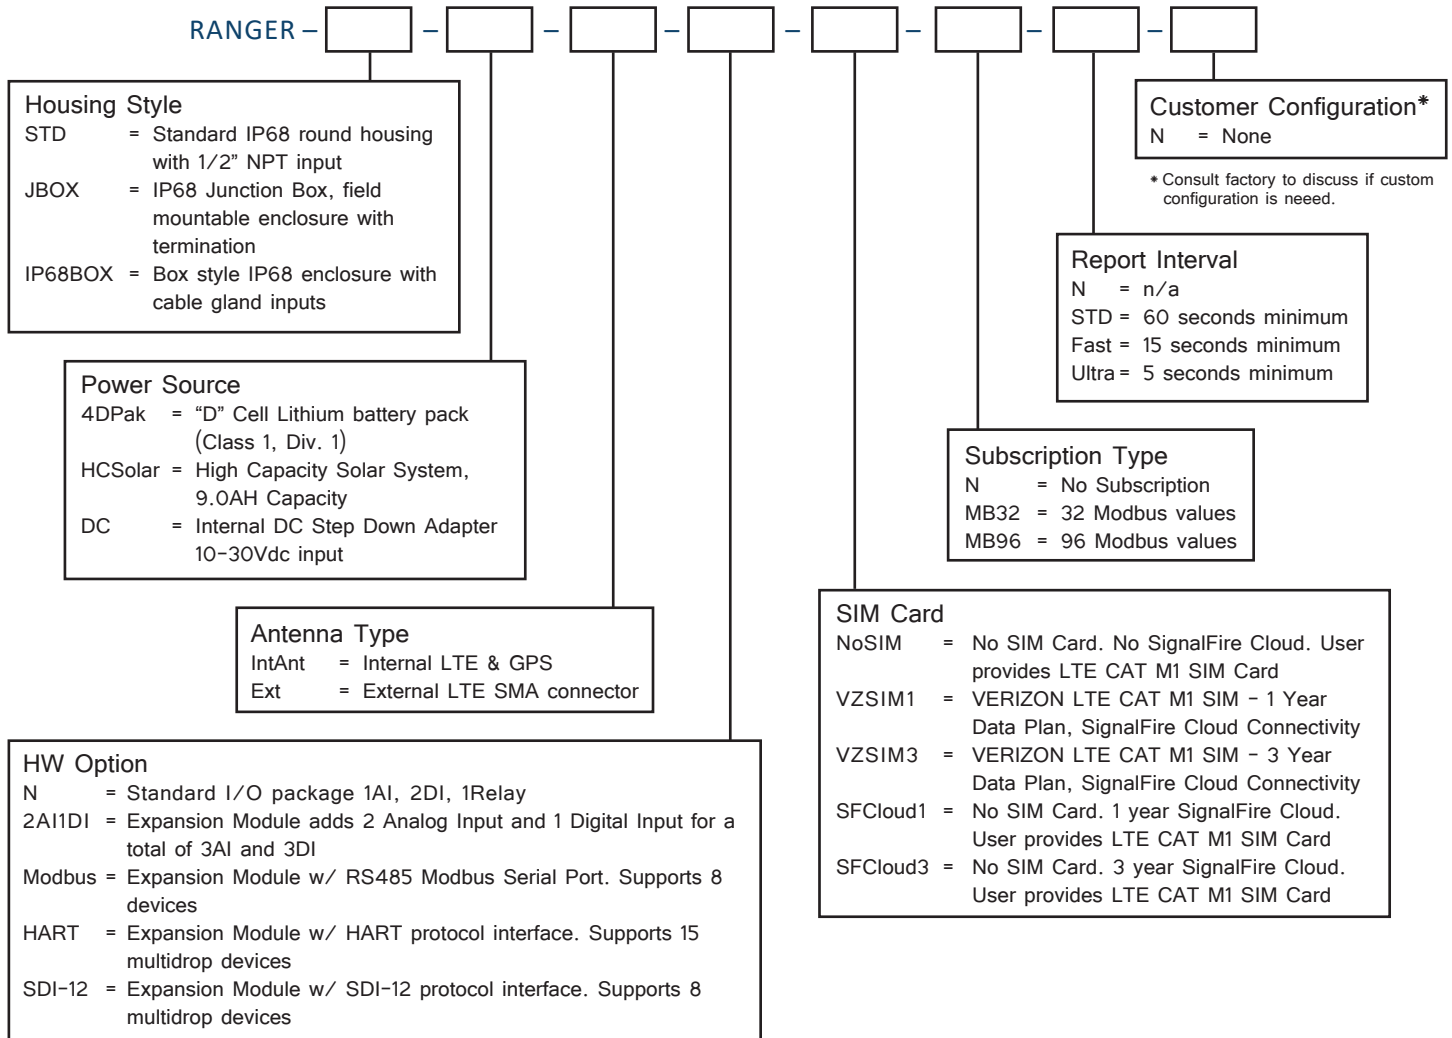 RANGER – – – – – – – –
Housing Style
STD = Standard IP68 round housing
with 1/2” NPT input
JBOX = IP68 Junction Box, field
mountable enclosure with
termination
IP68BOX = Box style IP68 enclosure with
cable gland inputs
Power Source
4DPak = “D” Cell Lithium battery pack
(Class 1, Div. 1)
HCSolar = High Capacity Solar System,
9.0AH Capacity
DC = Internal DC Step Down Adapter
10-30Vdc input
Antenna Type
IntAnt = Internal LTE & GPS
Ext = External LTE SMA connector
HW Option
N = Standard I/O package 1AI, 2DI, 1Relay
2AI1DI = Expansion Module adds 2 Analog Input and 1 Digital Input for a
total of 3AI and 3DI
Modbus = Expansion Module w/ RS485 Modbus Serial Port. Supports 8
devices
HART = Expansion Module w/ HART protocol interface. Supports 15
multidrop devices
SDI-12 = Expansion Module w/ SDI-12 protocol interface. Supports 8
multidrop devices
SIM Card
NoSIM = No SIM Card. No SignalFire Cloud. User
provides LTE CAT M1 SIM Card
VZSIM1 = VERIZON LTE CAT M1 SIM - 1 Year
Data Plan, SignalFire Cloud Connectivity
VZSIM3 = VERIZON LTE CAT M1 SIM - 3 Year
Data Plan, SignalFire Cloud Connectivity
SFCloud1 = No SIM Card. 1 year SignalFire Cloud.
User provides LTE CAT M1 SIM Card
SFCloud3 = No SIM Card. 3 year SignalFire Cloud.
User provides LTE CAT M1 SIM Card
Subscription Type
N = No Subscription
MB32 = 32 Modbus values
MB96 = 96 Modbus values
Report Interval
N = n/a
STD = 60 seconds minimum
Fast = 15 seconds minimum
Ultra = 5 seconds minimum
Customer Configuration*
N = None
* Consult factory to discuss if custom
configuration is neeed.